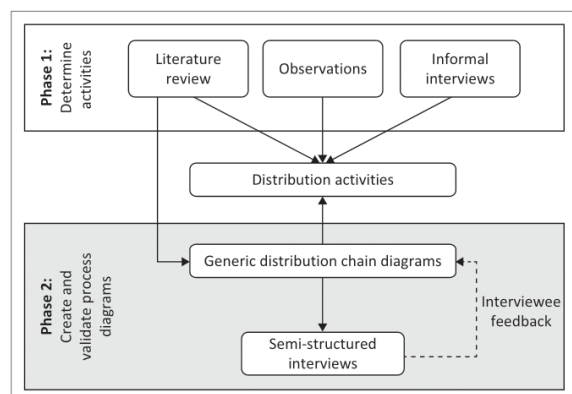 Phase 1:
Determine
activities
Literature
review
Observations
Informal
interviews
Distribution activities
Phase 2:
Create and
validate process
diagrams
Generic distribution chain diagrams
Interviewee
feedback
Semi-structured
interviews